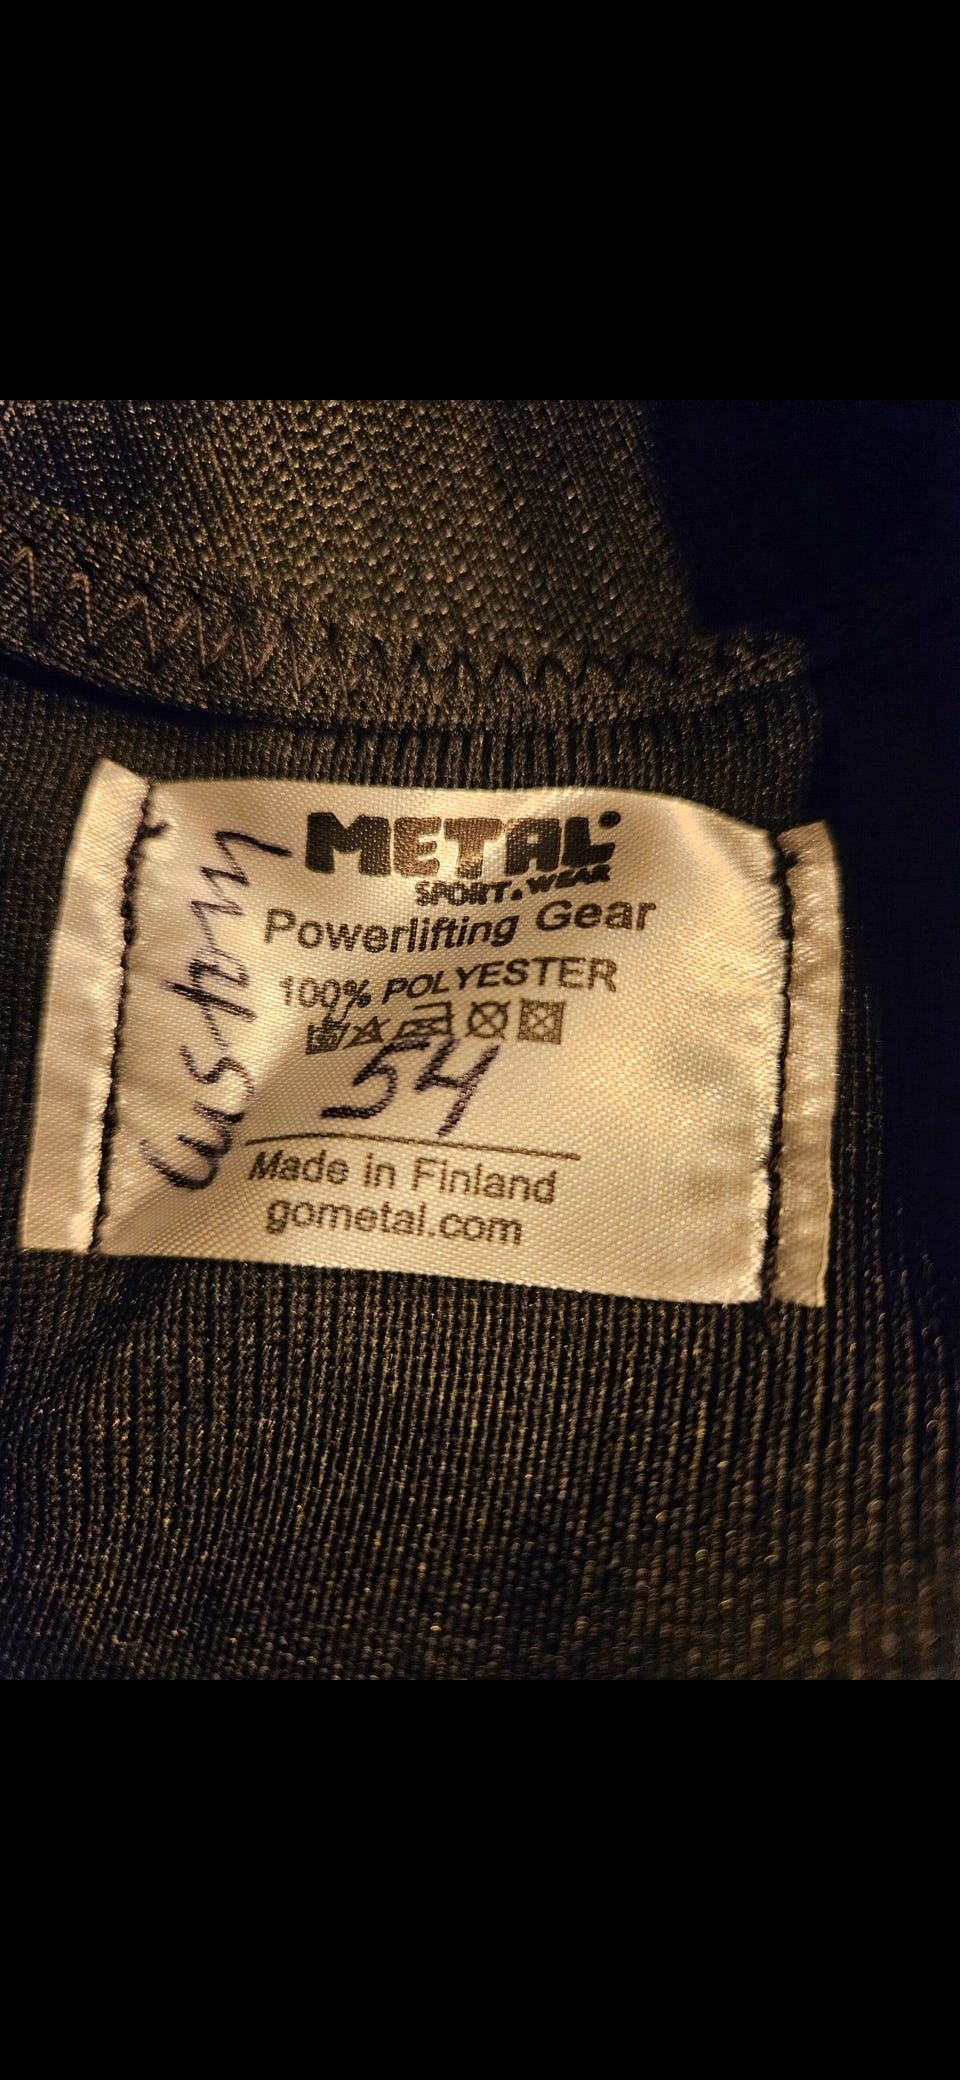 METAL®
SPORT.WEAR
Powerlifting Gear
100% POLYESTER
54
Made in Finland
gometal.com
Custom